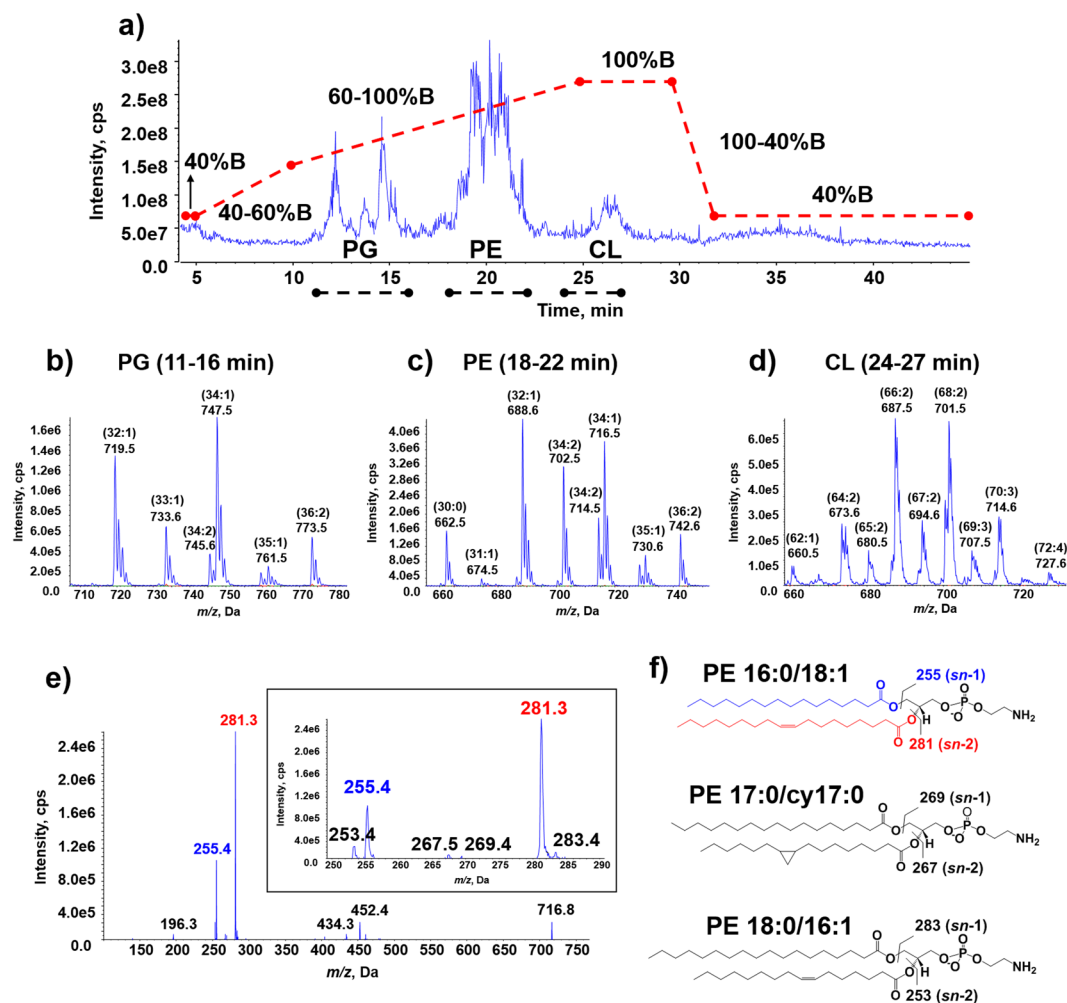 a)
Intensity, cps
3.0e8
2.5e8
2.0e8
1.5e8
1.0e8
5.0e7
0.0
40%B
40-60%B
60-100%B
100%B
100-40%B
40%B
PG
PE
CL
5
10
15
20
25
30
35
40
Time, min
b)
PG (11-16 min)
Intensity, cps
1.6e6
1.4e6
1.2e6
1.0e6
8.0e5
6.0e5
4.0e5
2.0e5
0.0
(32:1)
719.5
(33:1)
733.6
(34:2)
745.6
(34:1)
747.5
(35:1)
761.5
(36:2)
773.5
710
720
730
740
750
760
770
780
m/z, Da
c)
PE (18-22 min)
Intensity, cps
4.0e6
3.6e6
3.2e6
2.8e6
2.4e6
2.0e6
1.6e6
1.2e6
8.0e5
4.0e5
0.0
(30:0)
662.5
(31:1)
674.5
(32:1)
688.6
(34:2)
702.5
(34:2)
714.5
(34:1)
716.5
(35:1)
730.6
(36:2)
742.6
660
680
700
720
740
m/z, Da
d)
CL (24-27 min)
Intensity, cps
6.0e5
5.0e5
4.0e5
3.0e5
2.0e5
1.0e5
0.0
(62:1)
660.5
(64:2)
673.6
(65:2)
680.5
(66:2)
687.5
(67:2)
694.6
(68:2)
701.5
(69:3)
707.5
(70:3)
714.6
(72:4)
727.6
660
680
700
720
m/z, Da
e)
Intensity, cps
2.4e6
2.0e6
1.6e6
1.2e6
8.0e5
4.0e5
0.0
196.3
255.4
281.3
434.3
452.4
716.8
150
200
250
300
350
400
450
500
550
600
650
700
750
m/z, Da
Intensity, cps
2.4e6
2.0e6
1.6e6
1.2e6
8.0e5
4.0e5
0.0
253.4
255.4
267.5
269.4
281.3
283.4
250
255
260
265
270
275
280
285
290
m/z, Da
f)
PE 16:0/18:1
255 (sn-1)
O
O
O
P
O
O
-O
NH2
O
H
O
281 (sn-2)
PE 17:0/cy17:0
269 (sn-1)
O
O
O
P
O
O
-O
NH2
O
H
O
267 (sn-2)
PE 18:0/16:1
283 (sn-1)
O
O
O
P
O
O
-O
NH2
O
H
O
253 (sn-2)